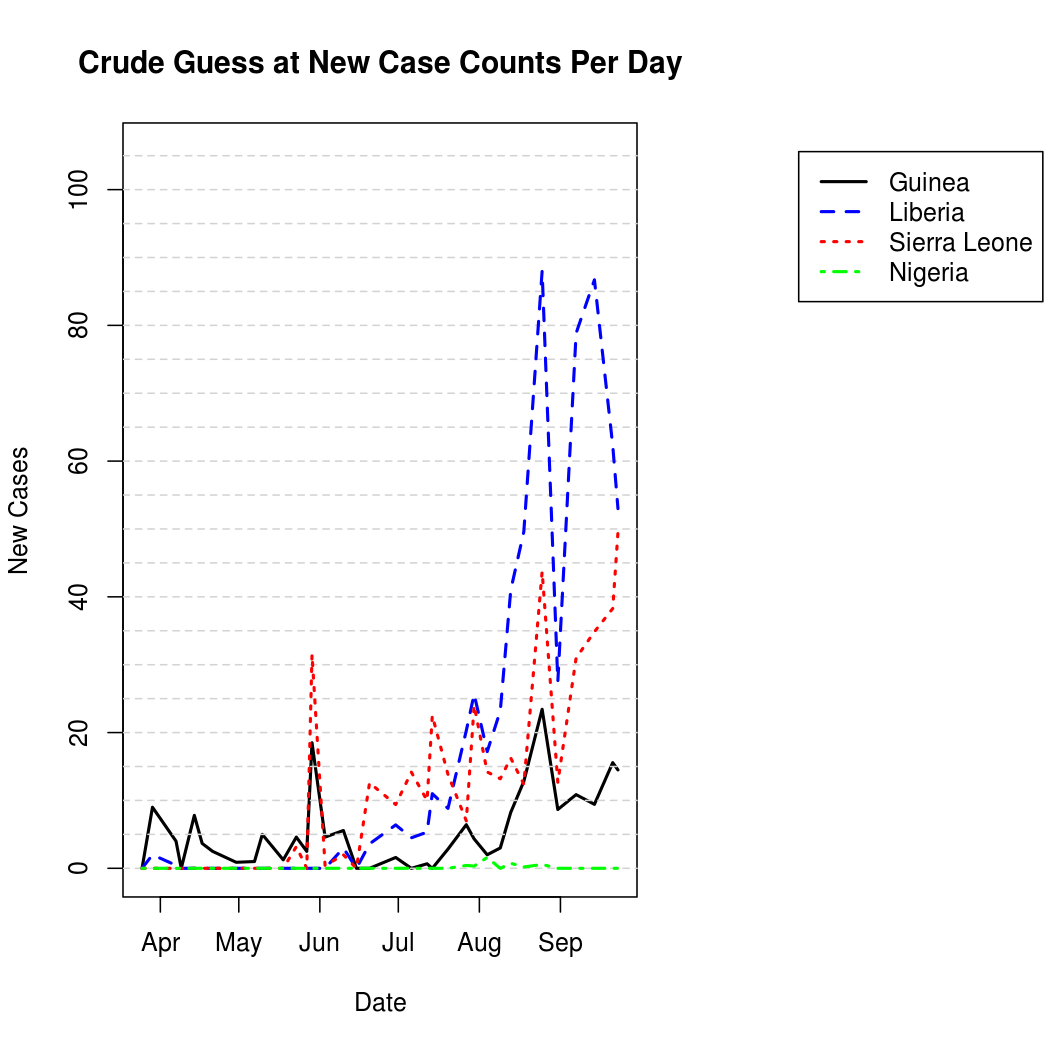 Crude Guess at New Case Counts Per Day
Guinea
Liberia
Sierra Leone
Nigeria
New Cases
100
80
60
40
20
0
Apr May Jun Jul Aug Sep
Date